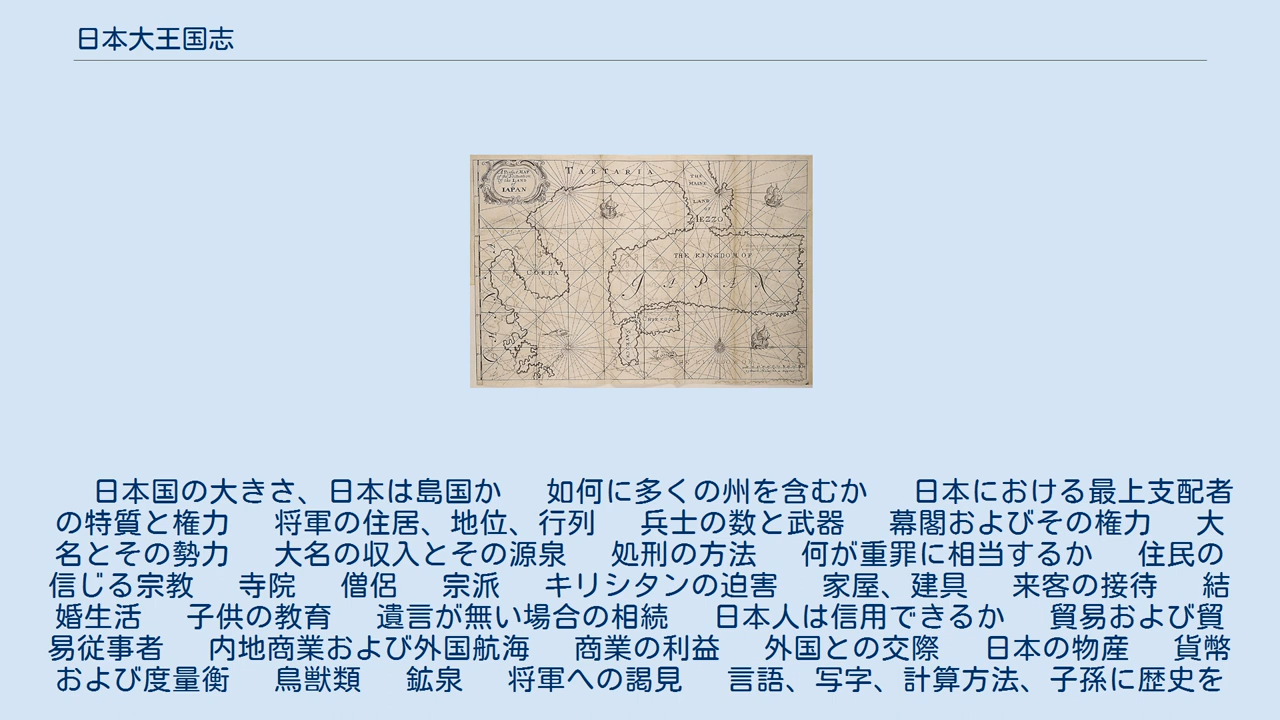 日本大王国志
A Perfect MAP
of the Situation
of the LAND
of
IAPAN
TARTARIA
THE
MAINE
LAND
OF
IEZZO
COREA
THE KINGDOM OF
JAPAN
日本国の大きさ、日本は島国か 如何に多くの州を含むか 日本における最上支配者
の特質と権力 将軍の住居、地位、行列 兵士の数と武器 幕閣およびその権力 大
名とその勢力 大名の収入とその源泉 処刑の方法 何が重罪に相当するか 住民の
信じる宗教 寺院 僧侶 宗派 キリシタンの迫害 家屋、建具 来客の接待 結
婚生活 子供の教育 遺言が無い場合の相続 日本人は信用できるか 貿易および貿
易従事者 内地商業および外国航海 商業の利益 外国との交際 日本の物産 貨幣
および度量衡 鳥獣類 鉱泉 将軍への謁見 言語、写字、計算方法、子孫に歴史を